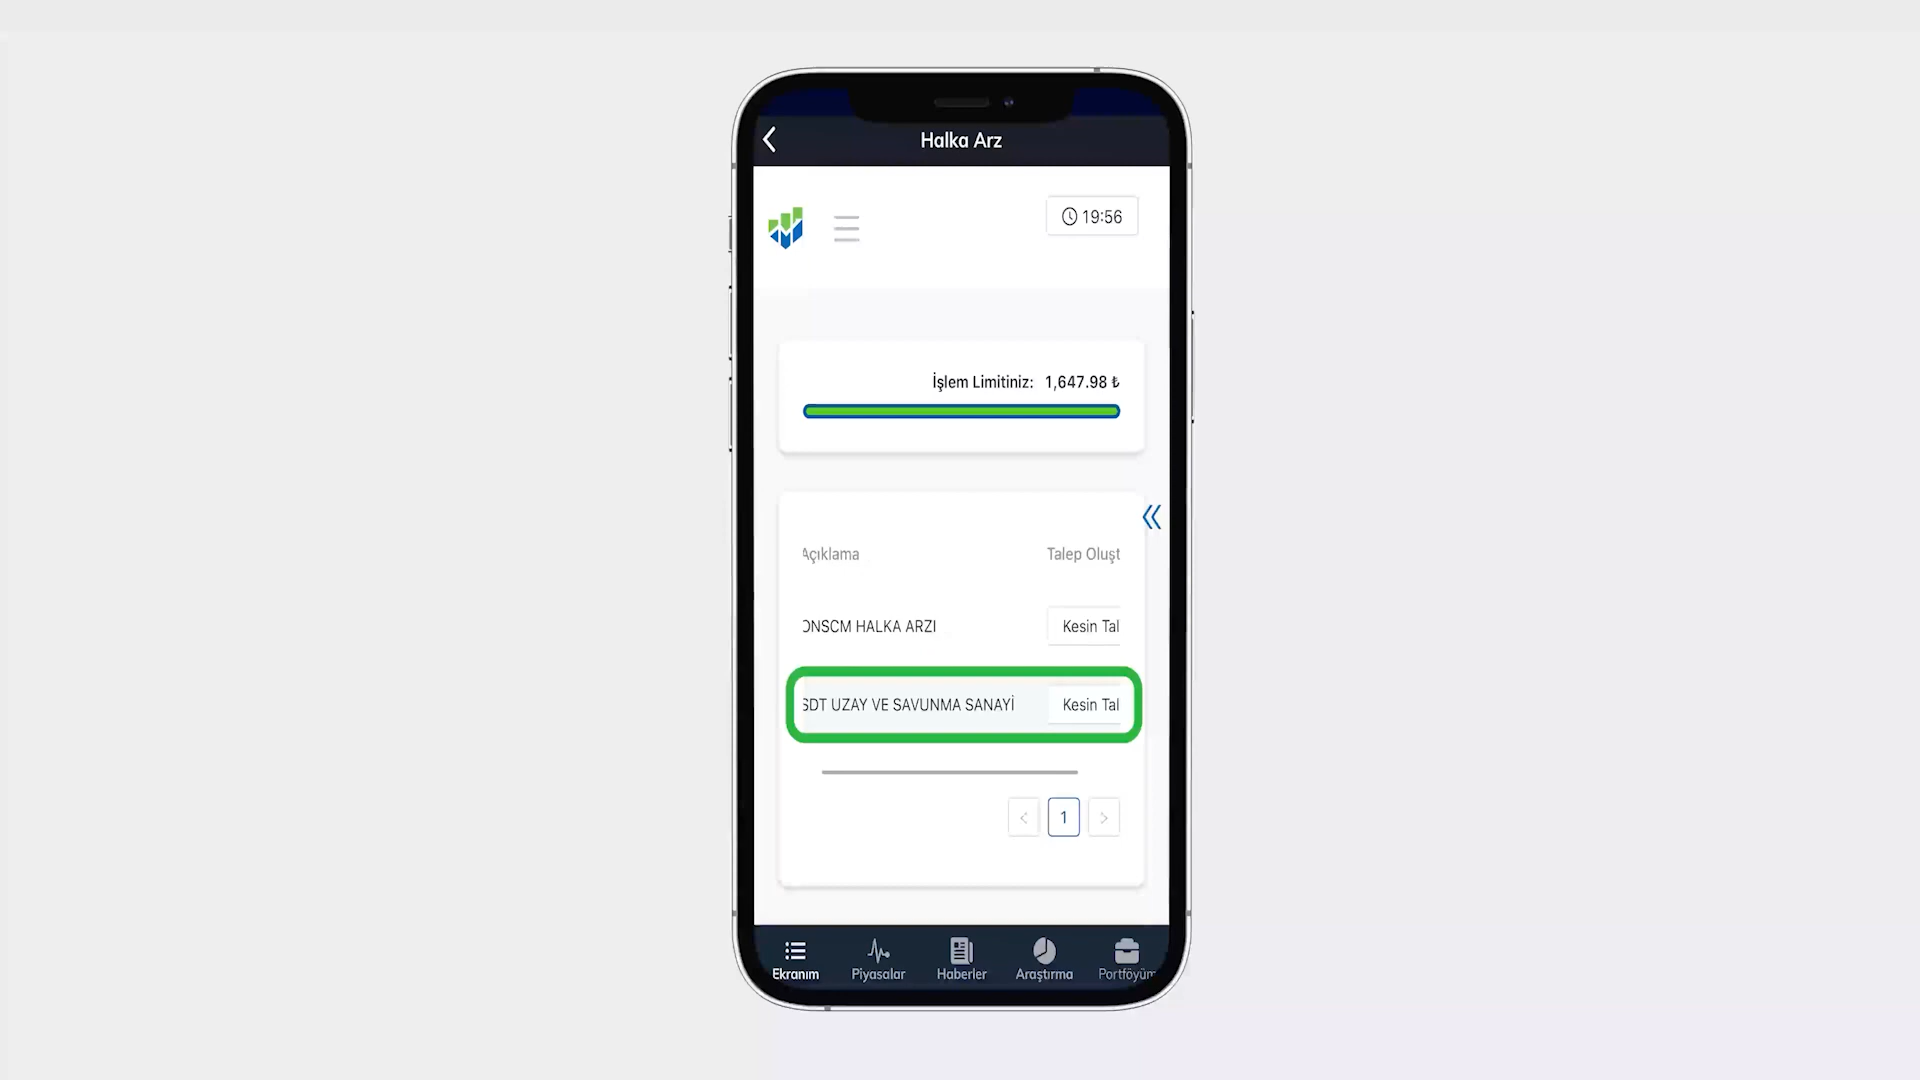 Halka Arz
19:56
İşlem Limitiniz: 1,647.98 ₺
Açıklama
Talep Oluşt
ONSCM HALKA ARZI
Kesin Tal
SDT UZAY VE SAVUNMA SANAYİ
Kesin Tal
1
Ekranım
Piyasalar
Haberler
Araştırma
Portföyüm